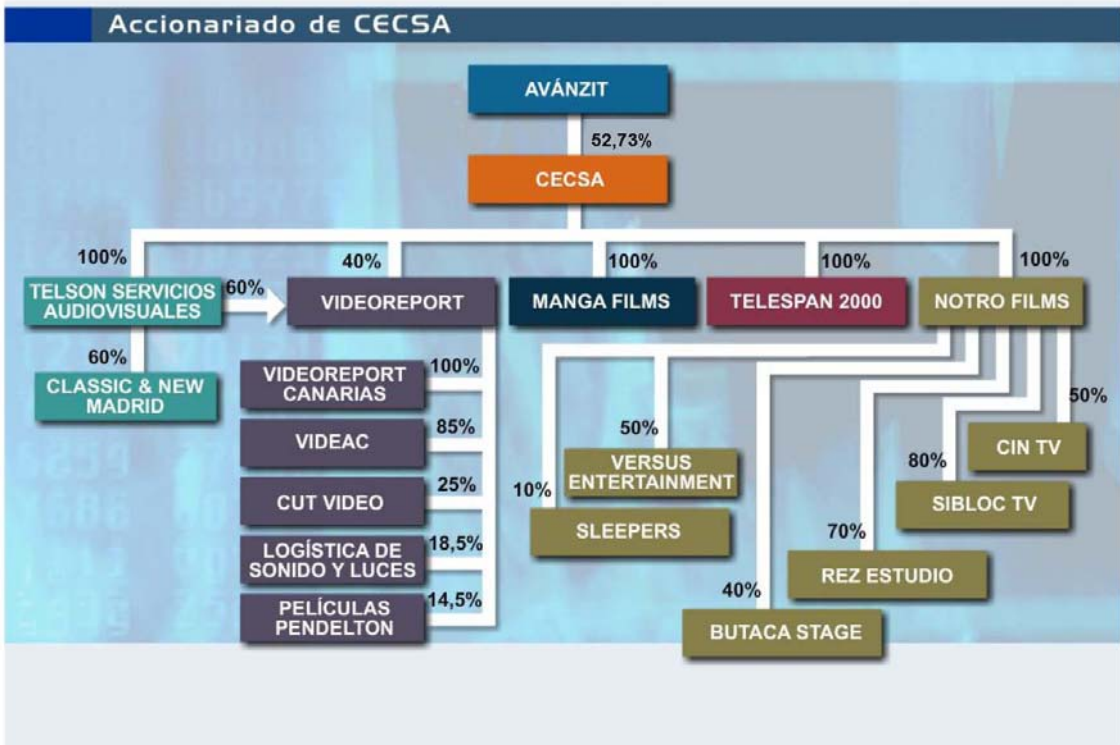 Accionariado de CECSA
AVÁNZIT
52,73%
CECSA
100%
40%
100%
100%
100%
TELSON SERVICIOS
AUDIOVISUALES
60%
VIDEOREPORT
MANGA FILMS
TELESPAN 2000
NOTRO FILMS
60%
CLASSIC & NEW
MADRID
100%
VIDEOREPORT
CANARIAS
85%
VIDEAC
25%
CUT VIDEO
18,5%
LOGÍSTICA DE
SONIDO Y LUCES
14,5%
PELÍCULAS
PENDELTON
10%
SLEEPERS
50%
VERSUS
ENTERTAINMENT
40%
BUTACA STAGE
70%
REZ ESTUDIO
80%
SIBLOC TV
50%
CIN TV